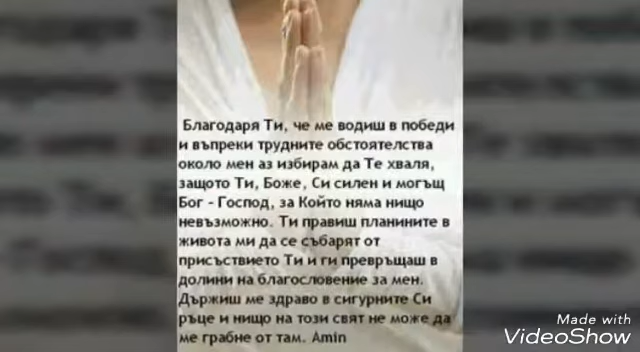 Благодаря Ти, че ме водиш в победи
и въпреки трудните обстоятелства
около мен аз избирам да Те хваля,
защото Ти, Боже, Си силен и могъщ
Бог - Господ, за Който няма нищо
невъзможно. Ти правиш планините в
живота ми да се събарят от
присъствието Ти и ги превръщаш в
долини на благословение за мен.
Държиш ме здраво в сигурните Си
ръце и нищо на този свят не може да
ме грабне от там. Amin
Made with
VideoShow